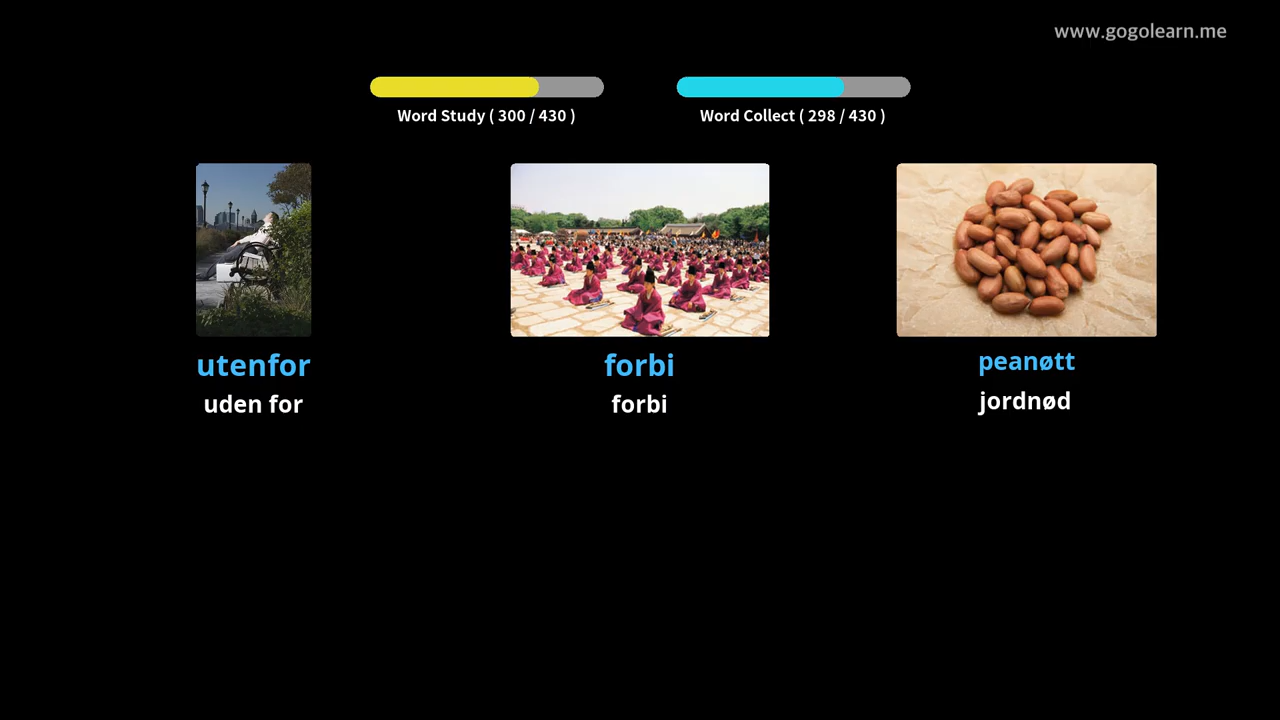 www.gogolearn.me
Word Study ( 300 / 430 )
Word Collect ( 298 / 430 )
utenfor
forbi
peanøtt
uden for
forbi
jordnød